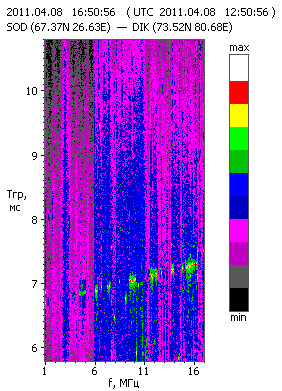 2011.04.08 16:50:56 ( UTC 2011.04.08 12:50:56 )
SOD (67.37N 26.63E) — DIK (73.52N 80.68E)
max
10
9
Тгр,
мс
8
7
6
min
1 6 11 16
f, МГц